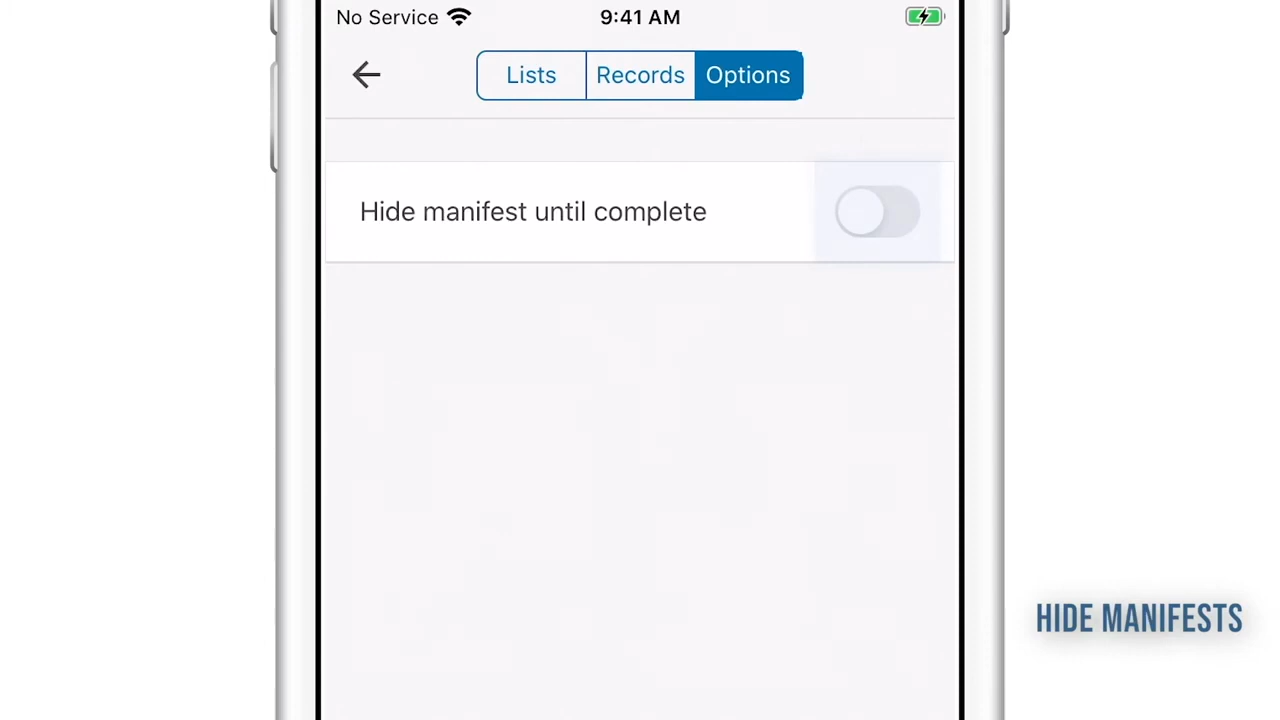 No Service 9:41 AM
Lists Records Options
Hide manifest until complete
HIDE MANIFESTS